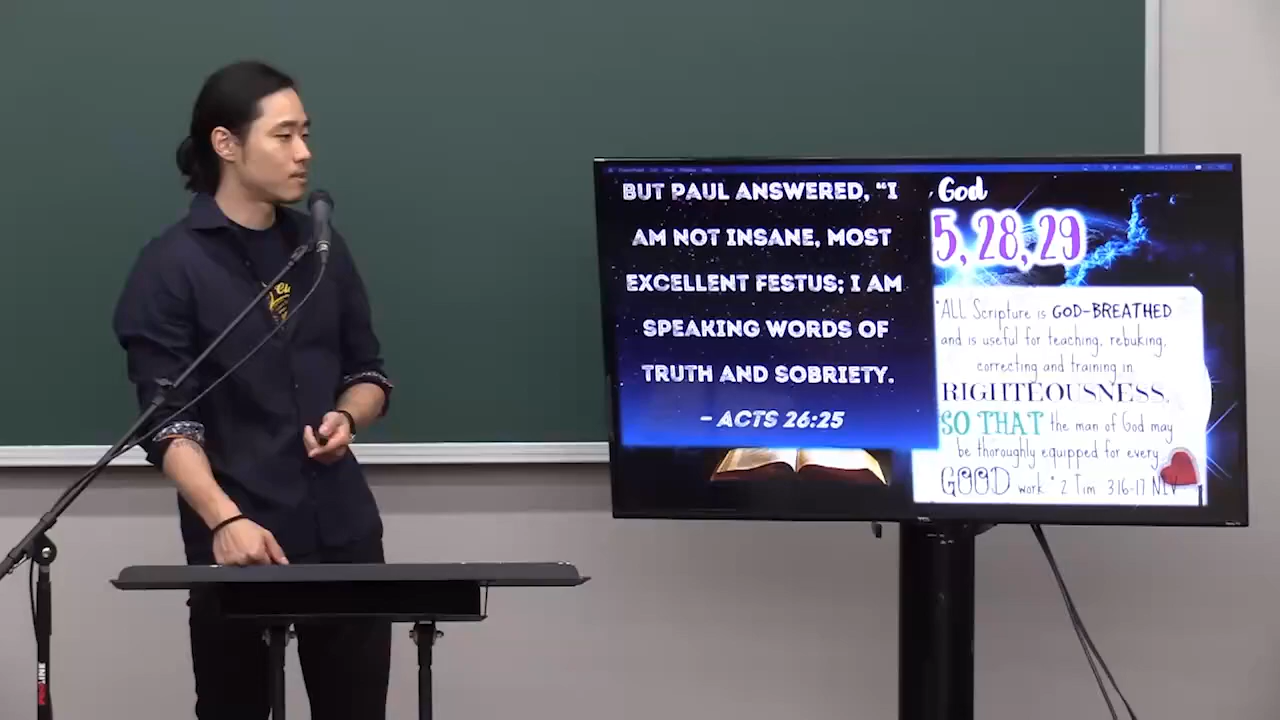 BUT PAUL ANSWERED, “I
AM NOT INSANE, MOST
EXCELLENT FESTUS; I AM
SPEAKING WORDS OF
TRUTH AND SOBRIETY.
– ACTS 26:25
God
5, 28, 29
"ALL Scripture is GOD-BREATHED
and is useful for teaching, rebuking,
correcting and training in
RIGHTEOUSNESS,
SO THAT the man of God may
be thoroughly equipped for every
GOOD work." 2 Tim 3:16-17 NIV
TCL